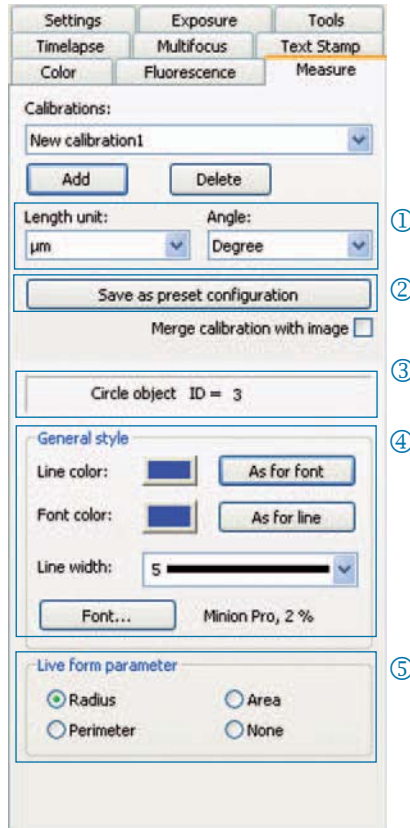 Settings Exposure Tools
Timelapse Multifocus Text Stamp
Color Fluorescence Measure
Calibrations:
New calibration1
Add Delete
Length unit: Angle: ①
µm Degree
Save as preset configuration ②
Merge calibration with image
③
Circle object ID = 3
General style ④
Line color: As for font
Font color: As for line
Line width: 5
Font... Minion Pro, 2 %
Live form parameter ⑤
Radius Area
Perimeter None